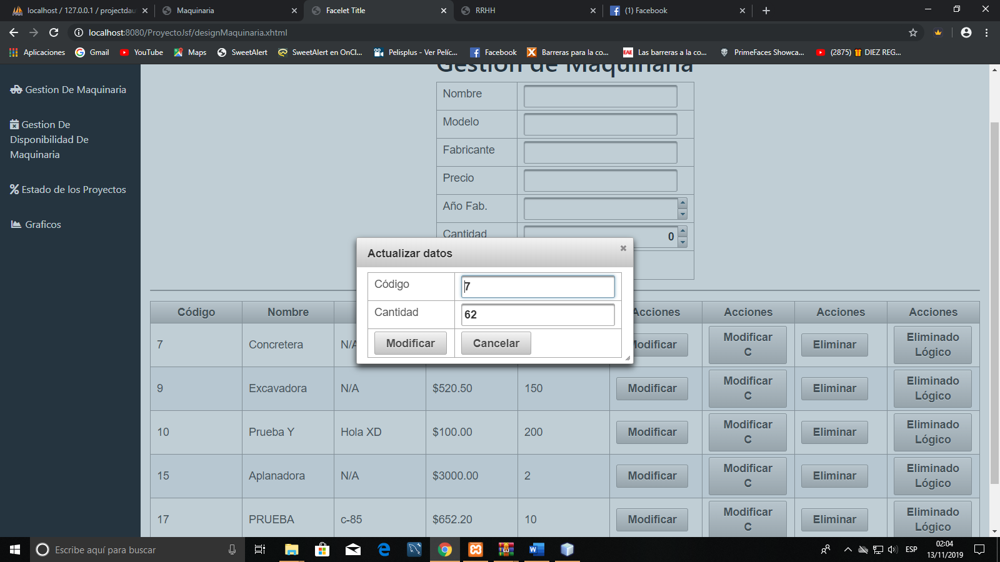 localhost / 127.0.0.1 / projectdau
Maquinaria
Facelet Title
RRHH
(1) Facebook
localhost:8080/ProyectoJsf/designMaquinaria.xhtml
Aplicaciones
Gmail
YouTube
Maps
SweetAlert
SweetAlert en OnCl...
Pelisplus - Ver Pelíc...
Facebook
Barreras para la co...
EAE Las barreras a la co...
PrimeFaces Showca...
(2875) DIEZ REG...
Gestion De Maquinaria
Gestion De
Disponibilidad De
Maquinaria
Estado de los Proyectos
Graficos
Gestion de Maquinaria
Nombre
Modelo
Fabricante
Precio
Año Fab.
Cantidad 0
Actualizar datos
Código 7
Cantidad 62
Modificar Cancelar
Código Nombre Acciones Acciones Acciones Acciones
7 Concretera N/A Modificar Modificar C Eliminar Eliminado Lógico
9 Excavadora N/A $520.50 150 Modificar Modificar C Eliminar Eliminado Lógico
10 Prueba Y Hola XD $100.00 200 Modificar Modificar C Eliminar Eliminado Lógico
15 Aplanadora N/A $3000.00 2 Modificar Modificar C Eliminar Eliminado Lógico
17 PRUEBA c-85 $652.20 10 Modificar Modificar C Eliminar Eliminado Lógico
Escribe aquí para buscar
ESP
02:04
13/11/2019